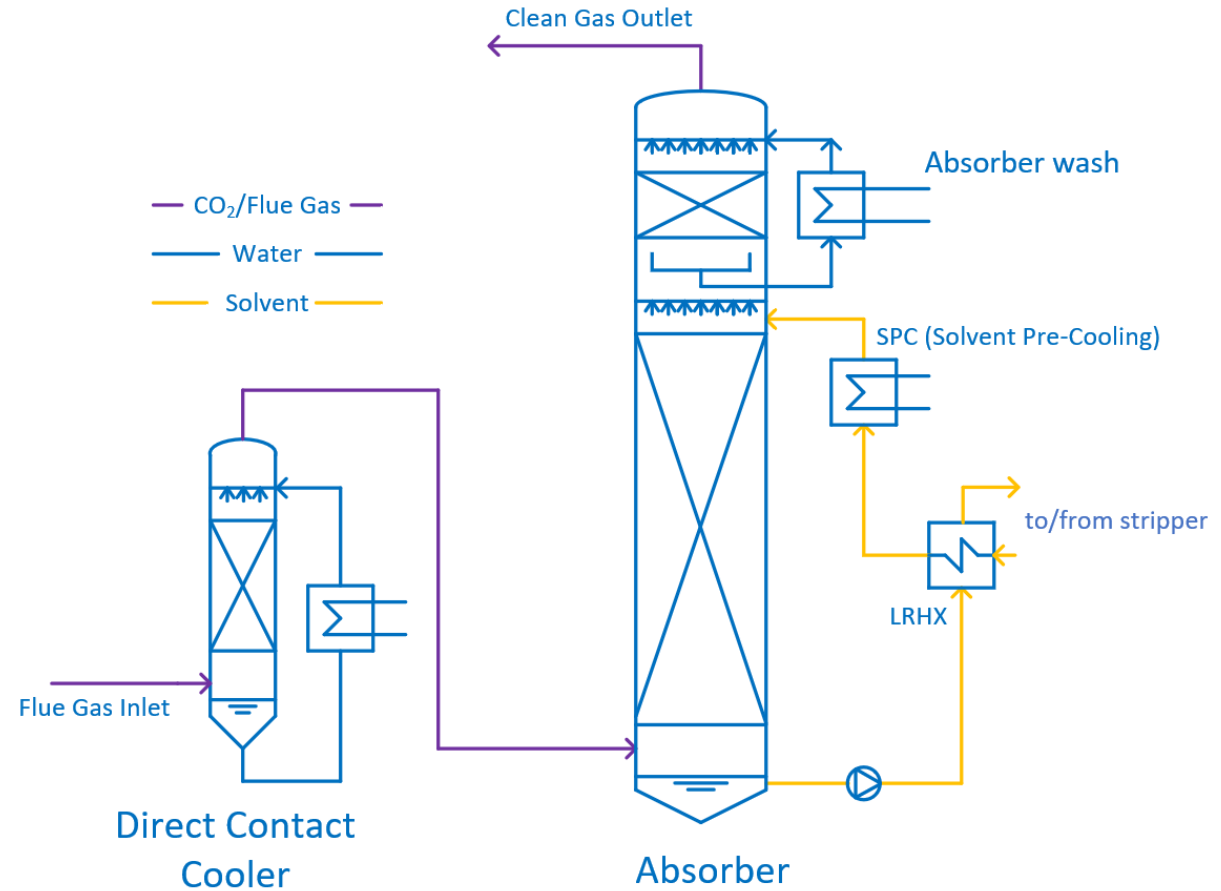 Clean Gas Outlet
Absorber wash
CO₂/Flue Gas
Water
Solvent
SPC (Solvent Pre-Cooling)
to/from stripper
LRHX
Flue Gas Inlet
Direct Contact
Cooler
Absorber